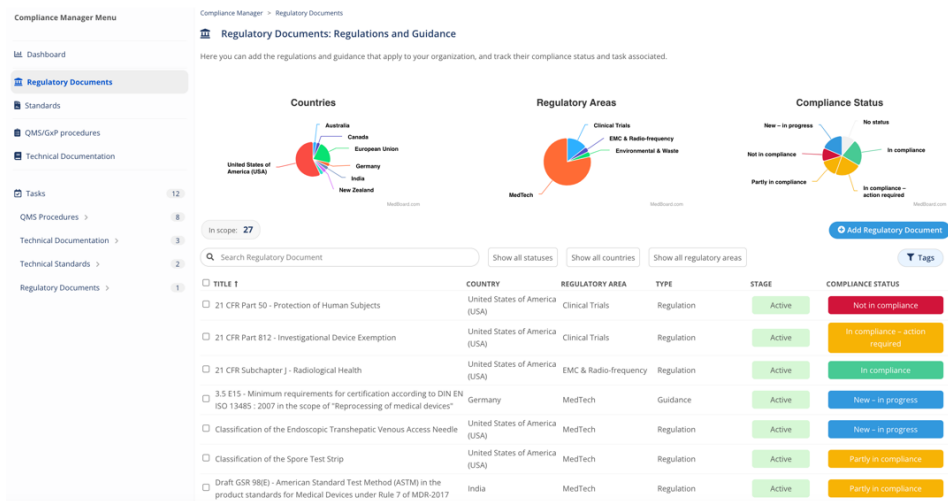 Compliance Manager Menu
Dashboard
Regulatory Documents
Standards
QMS/GxP procedures
Technical Documentation
Tasks 12
QMS Procedures > 8
Technical Documentation > 3
Technical Standards > 2
Regulatory Documents > 1
Compliance Manager > Regulatory Documents
Regulatory Documents: Regulations and Guidance
Here you can add the regulations and guidance that apply to your organization, and track their compliance status and task associated.
Countries
Australia
Canada
European Union
Germany
India
New Zealand
United States of
America (USA)
MedBoard.com
Regulatory Areas
Clinical Trials
EMC & Radio-frequency
Environmental & Waste
MedTech
MedBoard.com
Compliance Status
No status
In compliance
In compliance –
action required
Partly in compliance
Not in compliance
New – in progress
MedBoard.com
In scope: 27
Add Regulatory Document
Search Regulatory Document
Show all statuses
Show all countries
Show all regulatory areas
Tags
TITLE ↑ COUNTRY REGULATORY AREA TYPE STAGE COMPLIANCE STATUS
21 CFR Part 50 - Protection of Human Subjects
United States of America
(USA)
Clinical Trials
Regulation
Active
Not in compliance
21 CFR Part 812 - Investigational Device Exemption
United States of America
(USA)
Clinical Trials
Regulation
Active
In compliance – action
required
21 CFR Subchapter J - Radiological Health
United States of America
(USA)
EMC & Radio-frequency
Regulation
Active
In compliance
3.5 E15 - Minimum requirements for certification according to DIN EN
ISO 13485 : 2007 in the scope of "Reprocessing of medical devices"
Germany
MedTech
Guidance
Active
New – in progress
Classification of the Endoscopic Transhepatic Venous Access Needle
United States of America
(USA)
MedTech
Regulation
Active
New – in progress
Classification of the Spore Test Strip
United States of America
(USA)
MedTech
Regulation
Active
Partly in compliance
Draft GSR 98(E) - American Standard Test Method (ASTM) in the
product standards for Medical Devices under Rule 7 of MDR-2017
India
MedTech
Regulation
Active
Partly in compliance